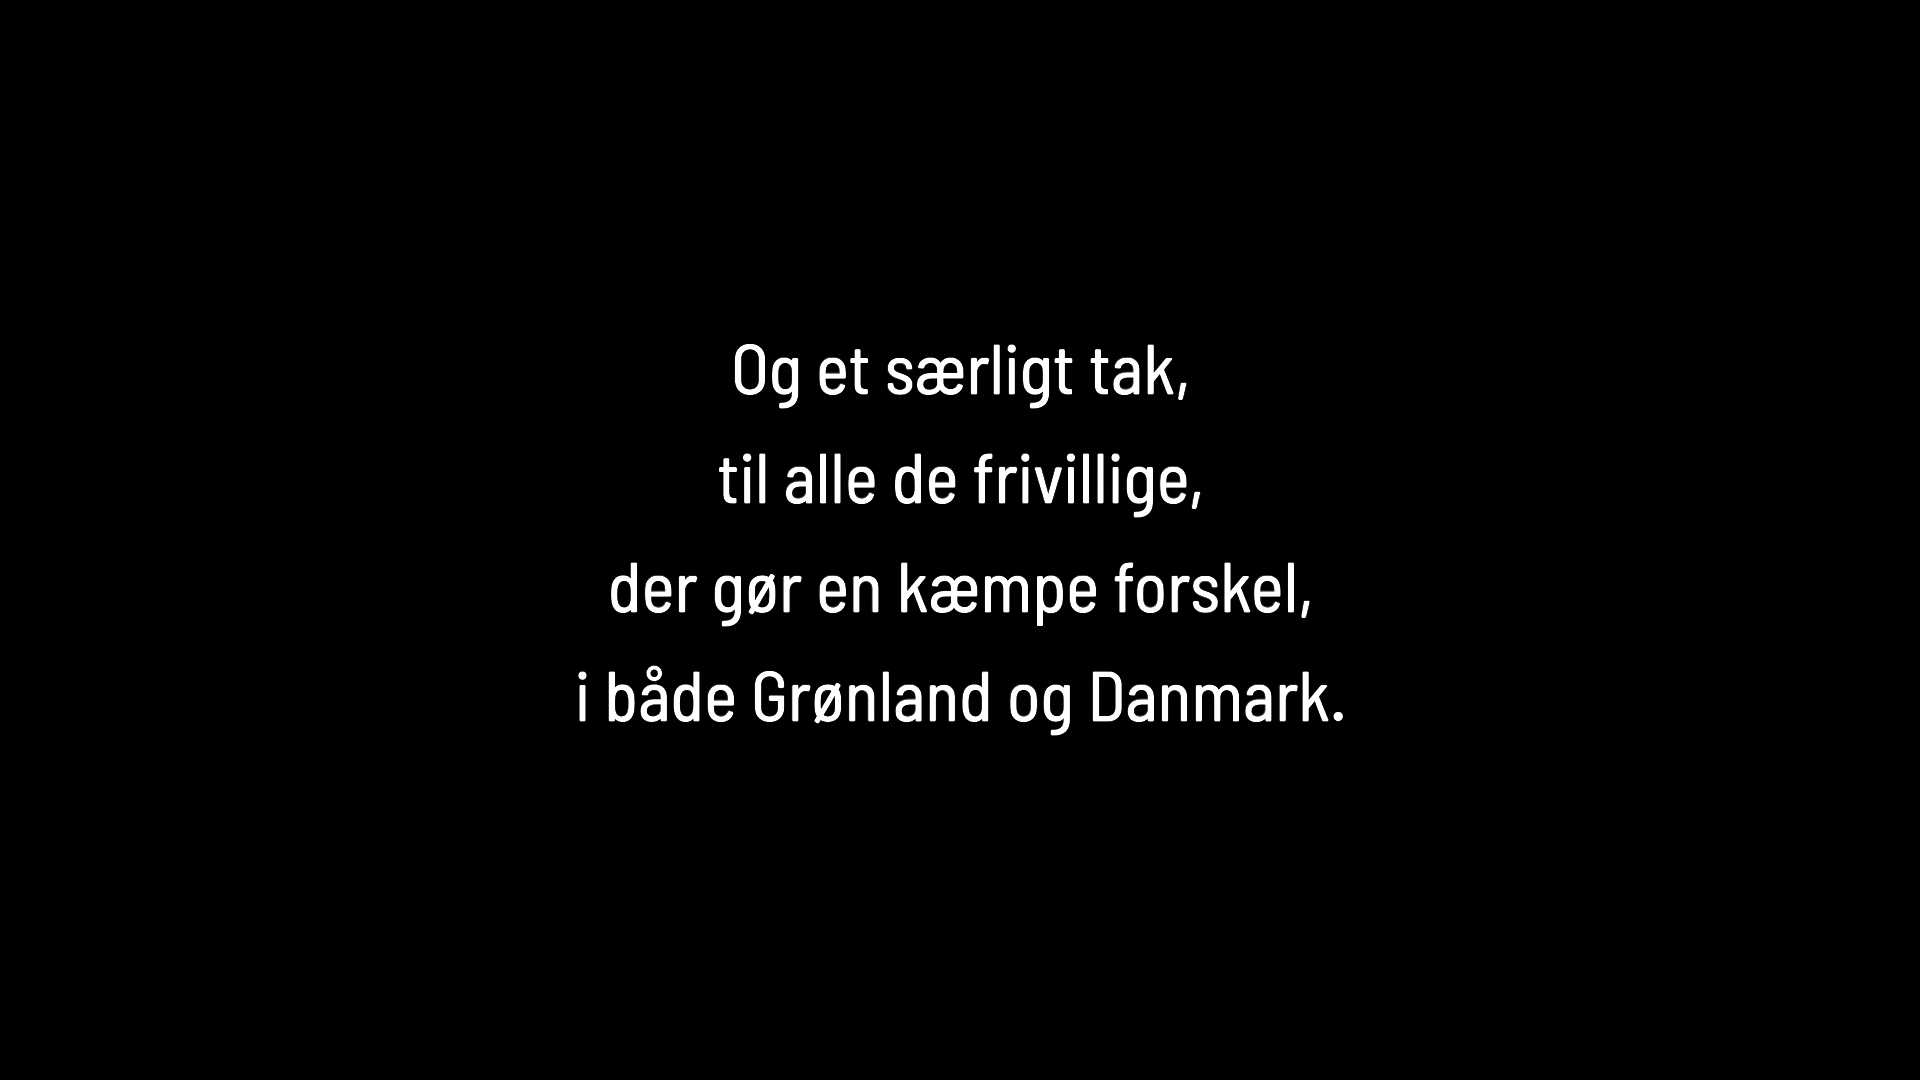 Og et særligt tak,
til alle de frivillige,
der gør en kæmpe forskel,
i både Grønland og Danmark.